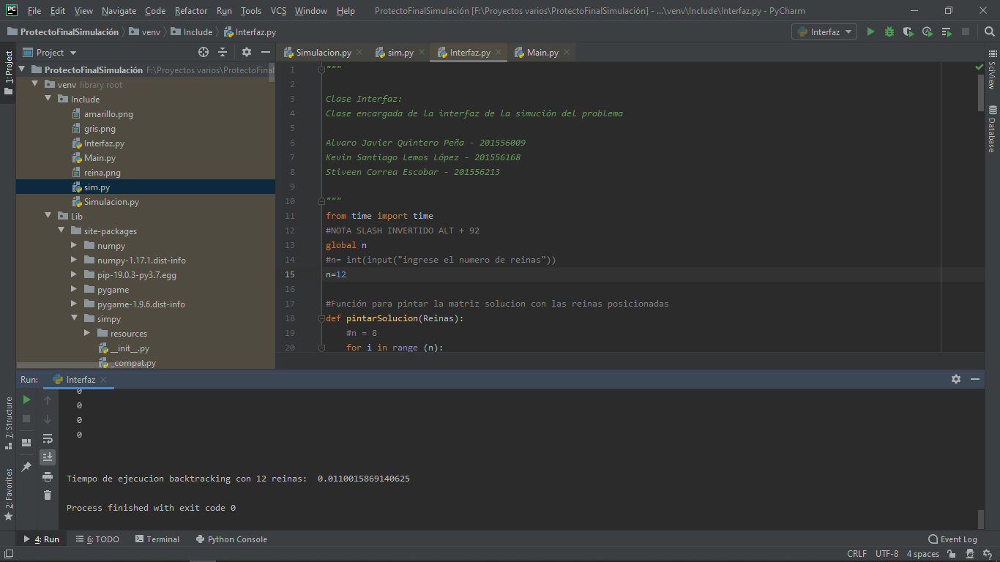 File Edit View Navigate Code Refactor Run Tools VCS Window Help ProtectoFinalSimulación [F:\Proyectos varios\ProtectoFinalSimulación] - ...\venv\Include\Interfaz.py - PyCharm
ProtectoFinalSimulación venv Include Interfaz.py Interfaz
Project
Simulacion.py sim.py Interfaz.py Main.py
1: Project
7: Structure
2: Favorites
ProtectoFinalSimulación F:\Proyectos varios\ProtectoFinal
venv library root
Include
amarillo.png
gris.png
Interfaz.py
Main.py
reina.png
sim.py
Simulacion.py
Lib
site-packages
numpy
numpy-1.17.1.dist-info
pip-19.0.3-py3.7.egg
pygame
pygame-1.9.6.dist-info
simpy
resources
__init__.py
_compat.py
1 """
2
3 Clase Interfaz:
4 Clase encargada de la interfaz de la simución del problema
5
6 Alvaro Javier Quintero Peña - 201556009
7 Kevin Santiago Lemos López - 201556168
8 Stiveen Correa Escobar - 201556213
9
10 """
11 from time import time
12 #NOTA SLASH INVERTIDO ALT + 92
13 global n
14 #n= int(input("ingrese el numero de reinas"))
15 n=12
16
17 #Función para pintar la matriz solucion con las reinas posicionadas
18 def pintarSolucion(Reinas):
19 #n = 8
20 for i in range (n):
SciView
Database
Run: Interfaz
0
0
0
0
Tiempo de ejecucion backtracking con 12 reinas:  0.0110015869140625
Process finished with exit code 0
4: Run 6: TODO Terminal Python Console Event Log
CRLF UTF-8 4 spaces